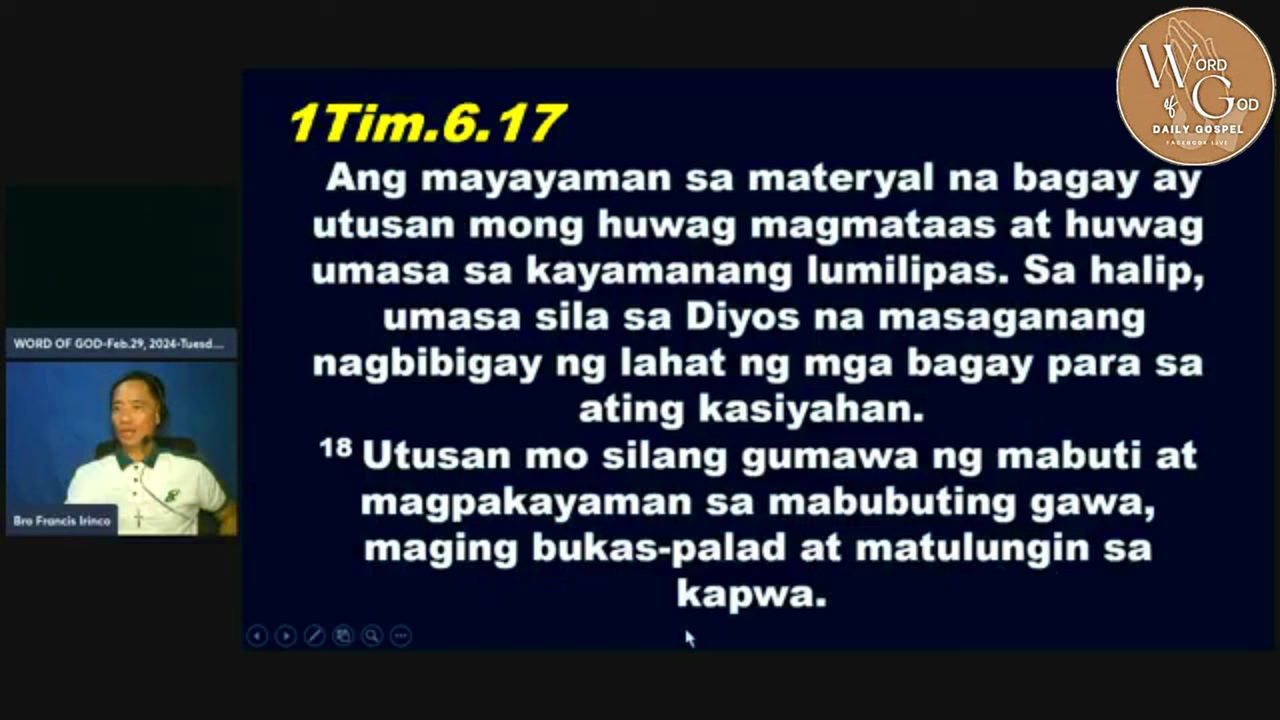 WORD
of GOD
DAILY GOSPEL
FACEBOOK LIVE
1Tim.6.17
Ang mayayaman sa materyal na bagay ay
utusan mong huwag magmataas at huwag
umasa sa kayamanang lumilipas. Sa halip,
umasa sila sa Diyos na masaganang
nagbibigay ng lahat ng mga bagay para sa
ating kasiyahan.
18 Utusan mo silang gumawa ng mabuti at
magpakayaman sa mabubuting gawa,
maging bukas-palad at matulungin sa
kapwa.
WORD OF GOD-Feb.29, 2024-Tuesd...
Bro Francis Irinco